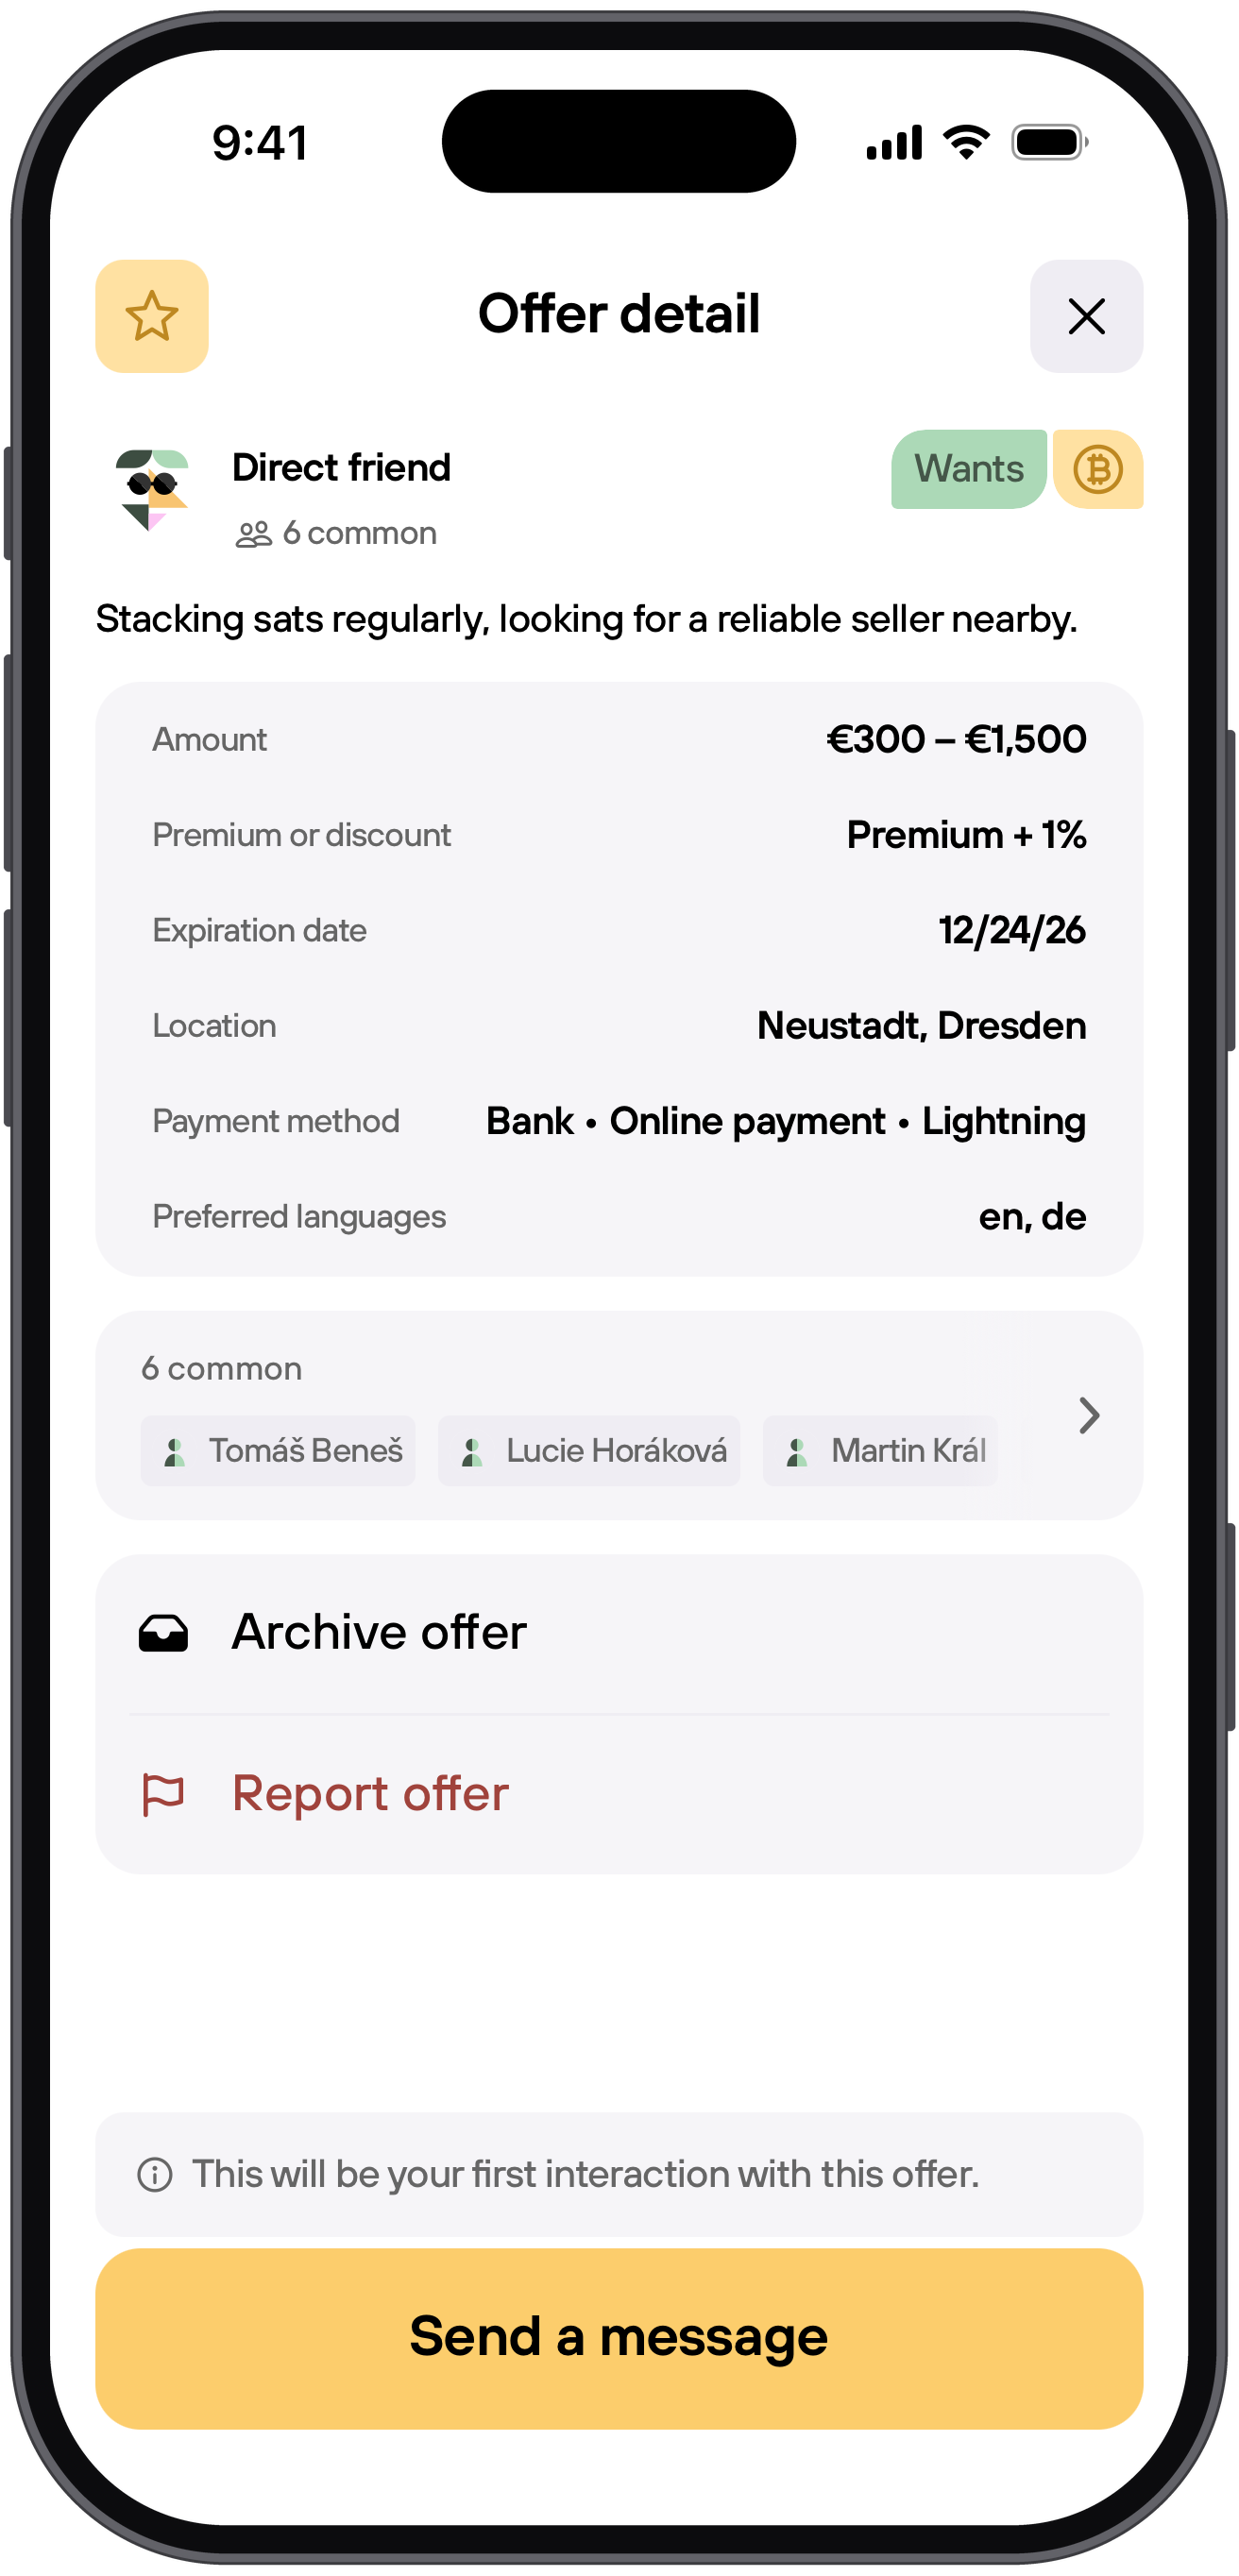 9:41
Offer detail
Direct friend
Wants
6 common
Stacking sats regularly, looking for a reliable seller nearby.
Amount €300 – €1,500
Premium or discount Premium + 1%
Expiration date 12/24/26
Location Neustadt, Dresden
Payment method Bank • Online payment • Lightning
Preferred languages en, de
6 common
Tomáš Beneš Lucie Horáková Martin Král
Archive offer
Report offer
This will be your first interaction with this offer.
Send a message